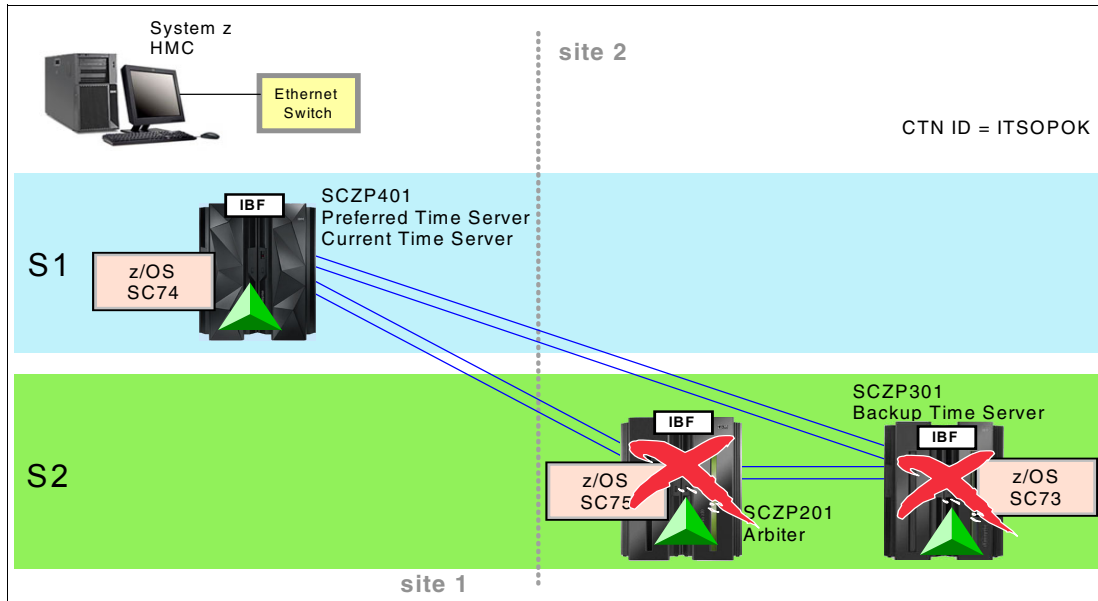 System z
HMC
Ethernet
Switch
site 2
CTN ID = ITSOPOK
S1
IBF
SCZP401
Preferred Time Server
Current Time Server
z/OS
SC74
S2
IBF
z/OS
SC75
SCZP201
Arbiter
SCZP301
Backup Time Server
IBF
z/OS
SC73
site 1